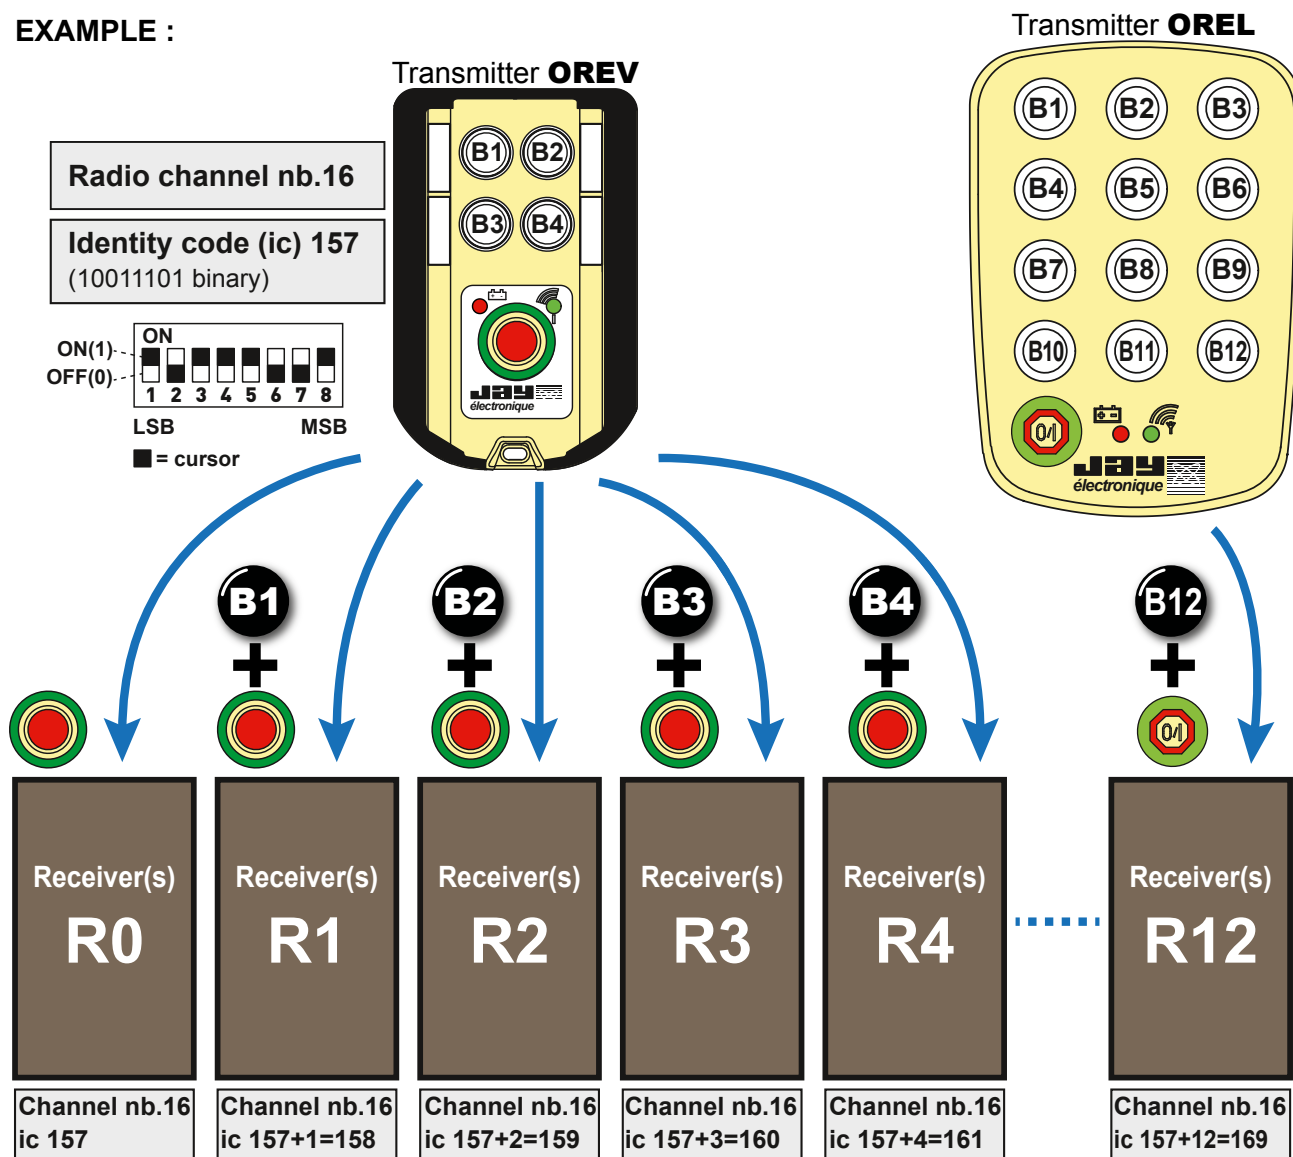 EXAMPLE :
Transmitter OREV
Transmitter OREL
Radio channel nb.16
Identity code (ic) 157
(10011101 binary)
ON
ON(1)
OFF(0)
1 2 3 4 5 6 7 8
LSB MSB
= cursor
B1 B2
B3 B4
JAY
électronique
B1 B2 B3
B4 B5 B6
B7 B8 B9
B10 B11 B12
O/I
JAY
électronique
B1 B2 B3 B4 B12
+ + + + +
O/I
Receiver(s)
R0
Receiver(s)
R1
Receiver(s)
R2
Receiver(s)
R3
Receiver(s)
R4
Receiver(s)
R12
Channel nb.16
ic 157
Channel nb.16
ic 157+1=158
Channel nb.16
ic 157+2=159
Channel nb.16
ic 157+3=160
Channel nb.16
ic 157+4=161
Channel nb.16
ic 157+12=169